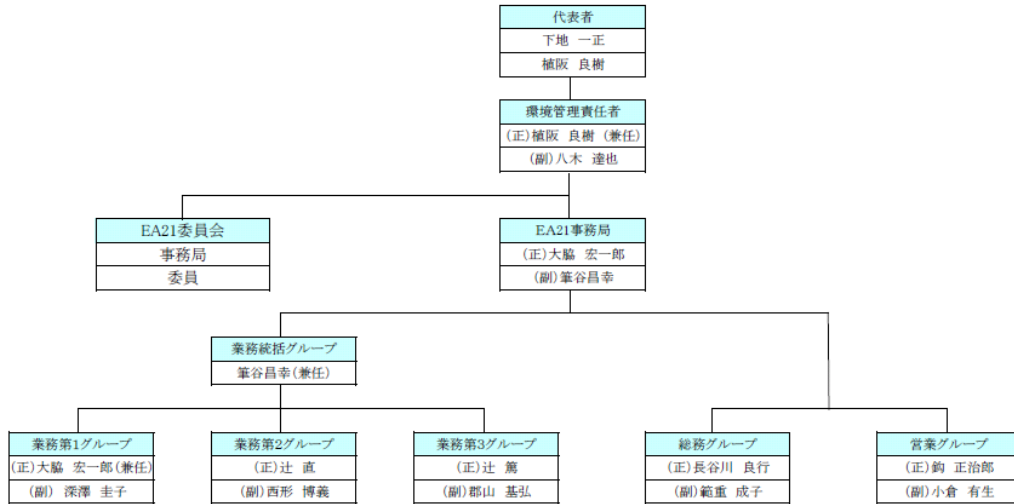 代表者
下地 一正
植阪 良樹
環境管理責任者
(正)植阪 良樹 (兼任)
(副)八木 達也
EA21委員会
事務局
委員
EA21事務局
(正)大脇 宏一郎
(副)筆谷昌幸
業務統括グループ
筆谷昌幸(兼任)
業務第1グループ
(正)大脇 宏一郎(兼任)
(副) 深澤 圭子
業務第2グループ
(正)辻 直
(副)西形 博義
業務第3グループ
(正)辻 篤
(副)郡山 基弘
総務グループ
(正)長谷川 良行
(副)範重 成子
営業グループ
(正)鈎 正治郎
(副)小倉 有生